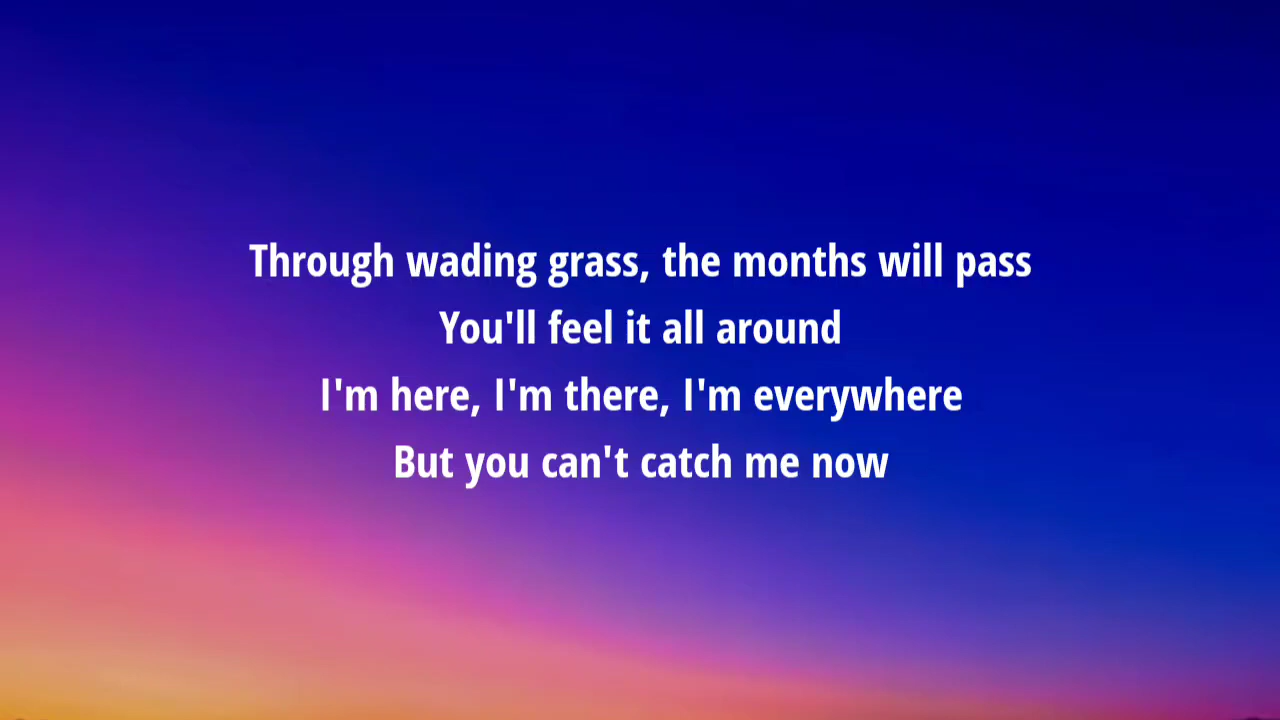 Through wading grass, the months will pass
You'll feel it all around
I'm here, I'm there, I'm everywhere
But you can't catch me now